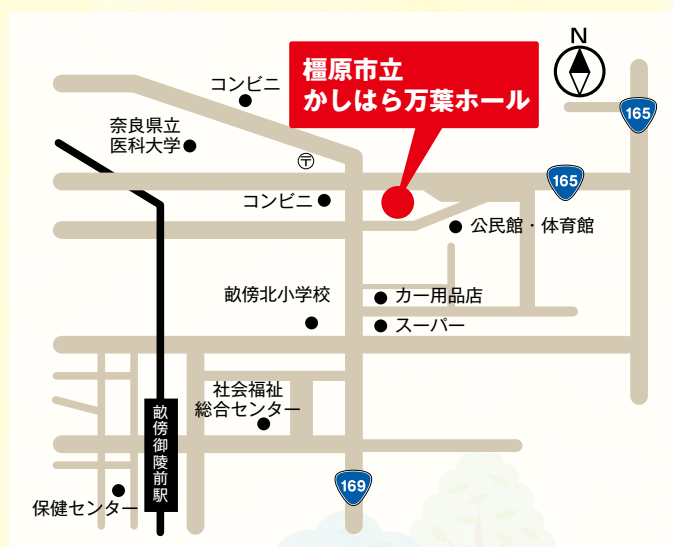 N
橿原市立
かしはら万葉ホール
コンビニ
165
奈良県立
医科大学
〒
165
コンビニ
公民館・体育館
畝傍北小学校
カー用品店
スーパー
社会福祉
総合センター
畝傍御陵前駅
169
保健センター